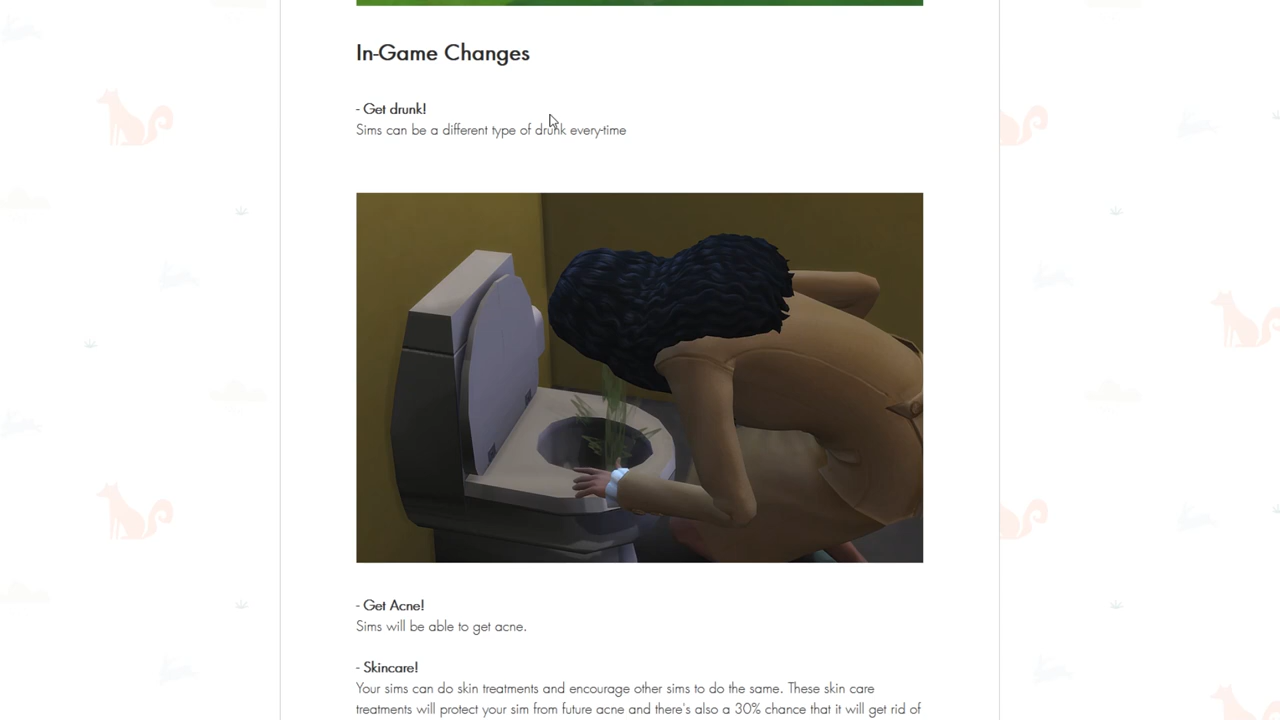 In-Game Changes
- Get drunk!
Sims can be a different type of drunk every-time
- Get Acne!
Sims will be able to get acne.
- Skincare!
Your sims can do skin treatments and encourage other sims to do the same. These skin care
treatments will protect your sim from future acne and there's also a 30% chance that it will get rid of